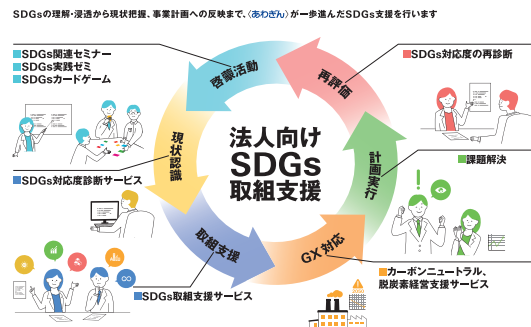 SDGsの理解・浸透から現状把握、事業計画への反映まで、〈あわぎん〉が一歩進んだSDGs支援を行います
SDGs関連セミナー
SDGs実践ゼミ
SDGsカードゲーム
啓蒙活動
再評価
SDGs対応度の再診断
現状認識
法人向け
SDGs
取組支援
計画実行
課題解決
SDGs対応度診断サービス
取組支援
GX対応
カーボンニュートラル、
脱炭素経営支援サービス
SDGs取組支援サービス